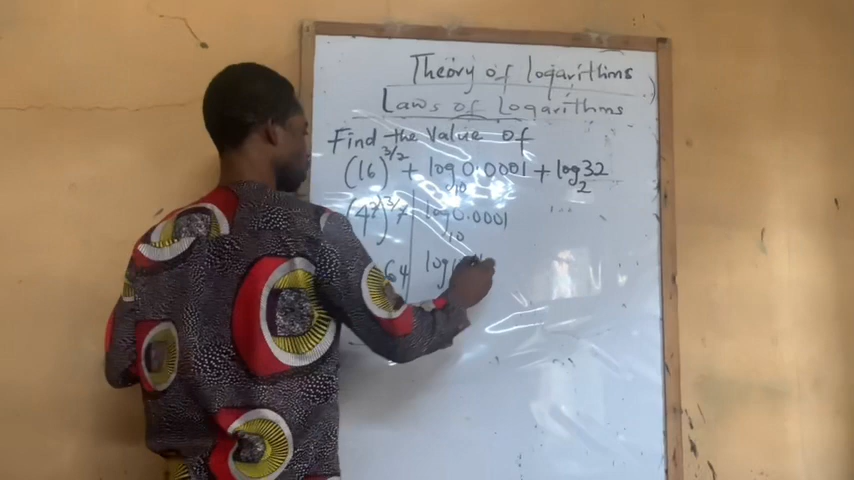 Theory of logarithms
Laws of Logarithms
Find the Value of
(16)^3/2 + log₁₀ 0.0001 + log₂ 32
(4²)^3/2 log₁₀ 0.0001
64 log